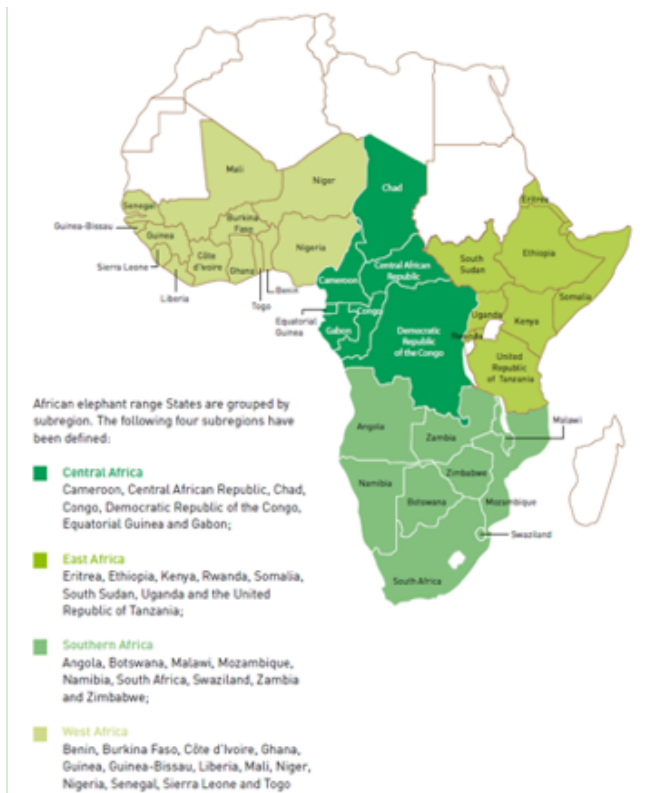 Mali
Niger
Chad
Senegal
Eritrea
Guinea-Bissau
Guinea
Burkina
Faso
Nigeria
Sierra Leone
Côte
d'Ivoire
Ghana
Benin
Togo
Liberia
Cameroon
Central African
Republic
South
Sudan
Ethiopia
Somalia
Equatorial
Guinea
Gabon
Congo
Democratic
Republic
of the Congo
Uganda
Kenya
Rwanda
United
Republic
of Tanzania
Malawi
Angola
Zambia
Zimbabwe
Namibia
Botswana
Mozambique
Swaziland
South Africa
African elephant range States are grouped by
subregion. The following four subregions have
been defined:
Central Africa
Cameroon, Central African Republic, Chad,
Congo, Democratic Republic of the Congo,
Equatorial Guinea and Gabon;
East Africa
Eritrea, Ethiopia, Kenya, Rwanda, Somalia,
South Sudan, Uganda and the United
Republic of Tanzania;
Southern Africa
Angola, Botswana, Malawi, Mozambique,
Namibia, South Africa, Swaziland, Zambia
and Zimbabwe;
West Africa
Benin, Burkina Faso, Côte d'Ivoire, Ghana,
Guinea, Guinea-Bissau, Liberia, Mali, Niger,
Nigeria, Senegal, Sierra Leone and Togo